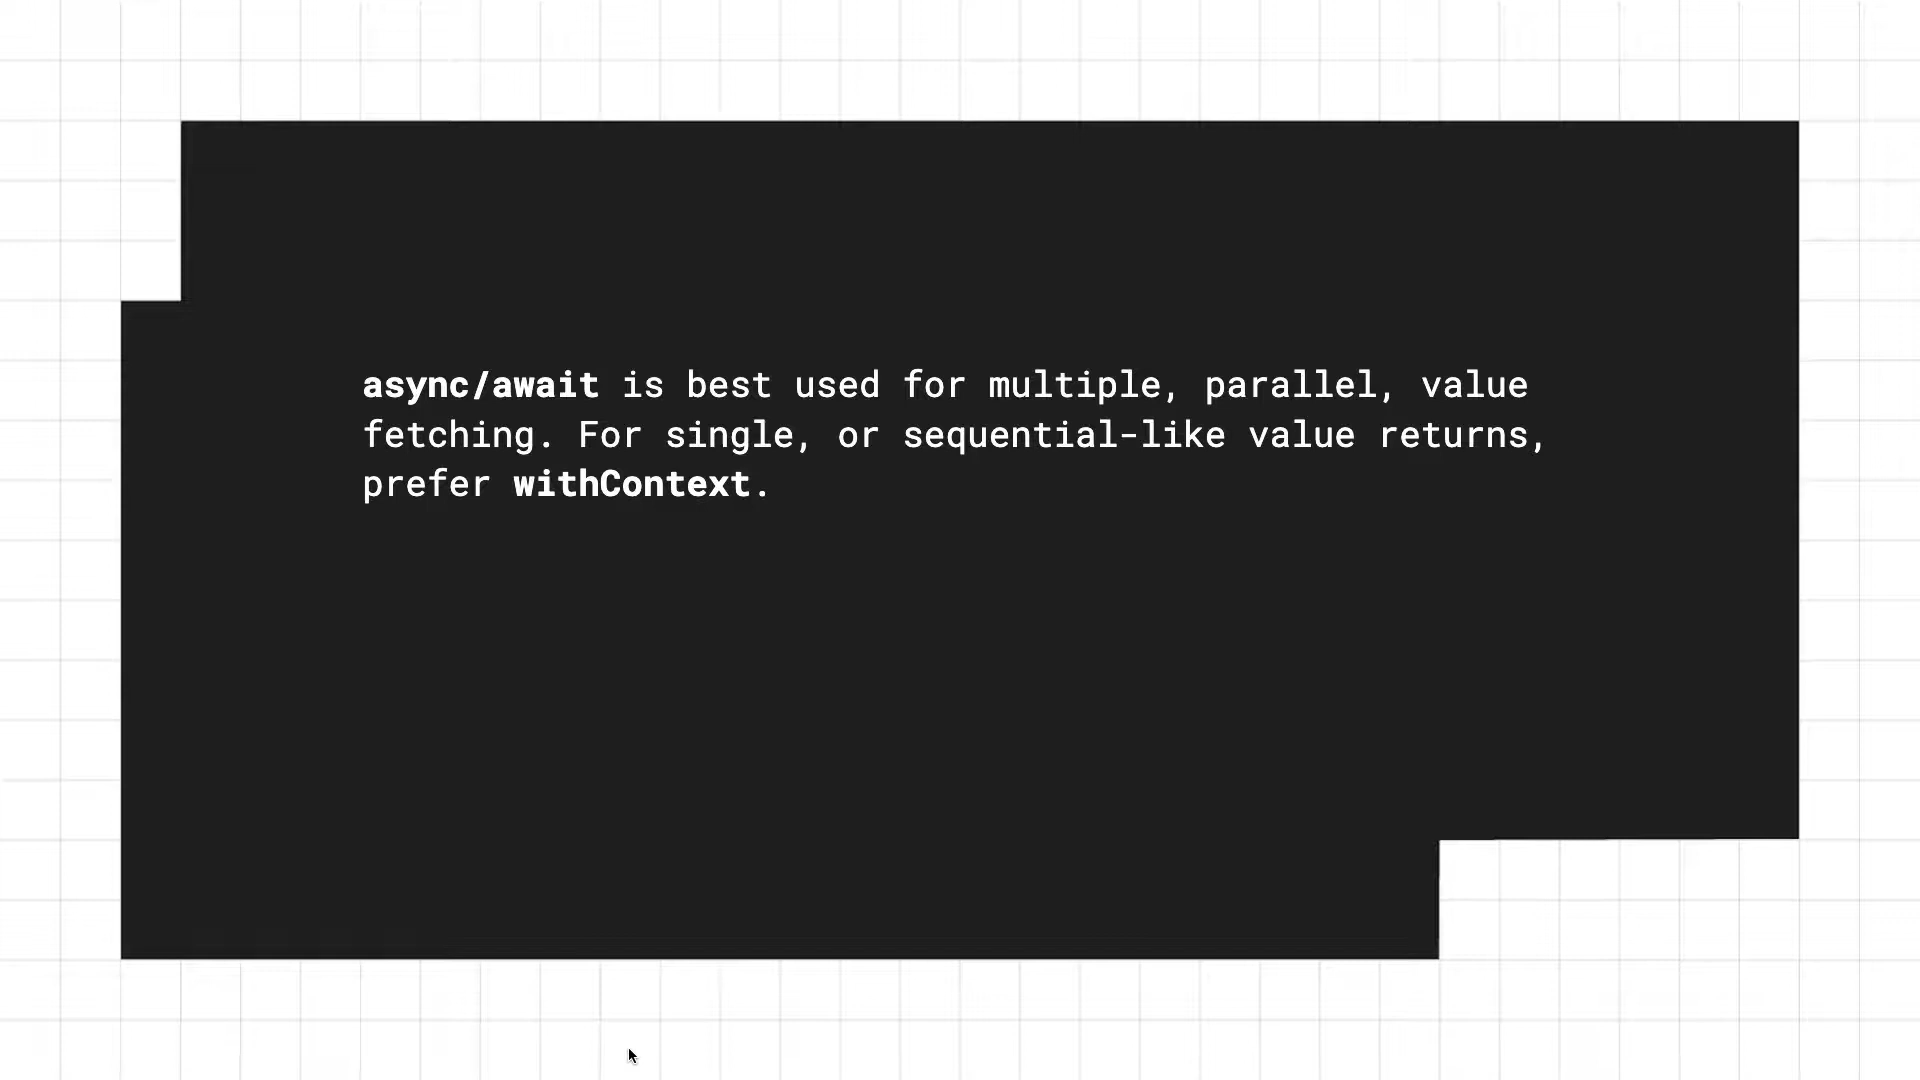 async/await is best used for multiple, parallel, value
fetching. For single, or sequential-like value returns,
prefer withContext.